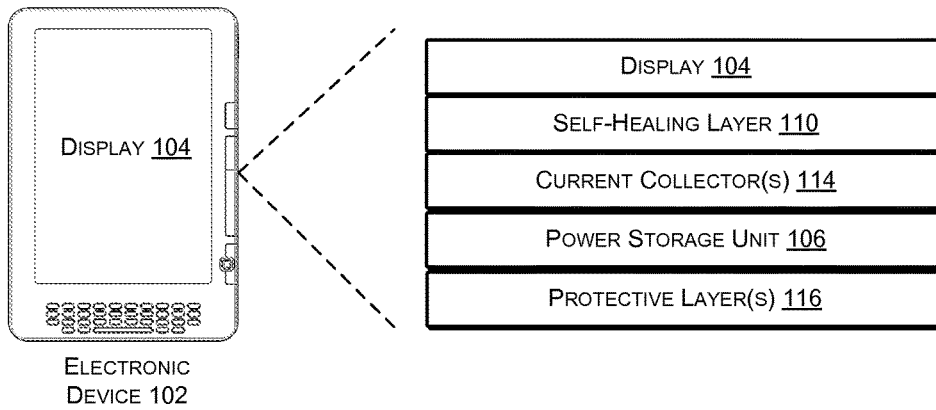 DISPLAY 104
ELECTRONIC
DEVICE 102
DISPLAY 104
SELF-HEALING LAYER 110
CURRENT COLLECTOR(S) 114
POWER STORAGE UNIT 106
PROTECTIVE LAYER(S) 116